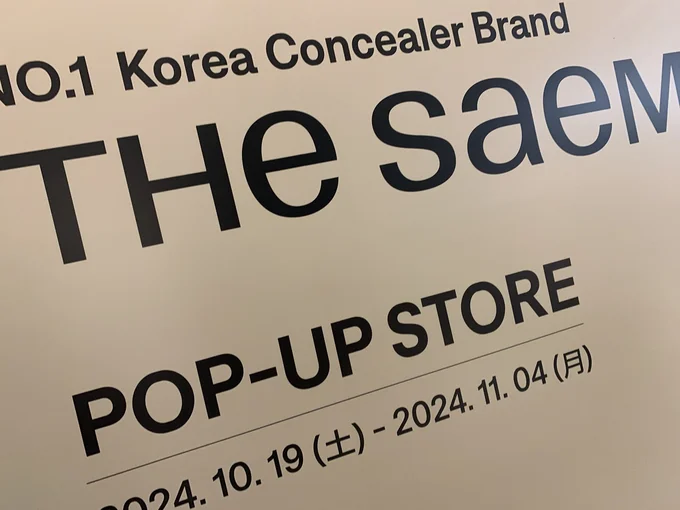 NO.1 Korea Concealer Brand
THe saeM
POP-UP STORE
2024. 10. 19 (土) - 2024. 11. 04 (月)